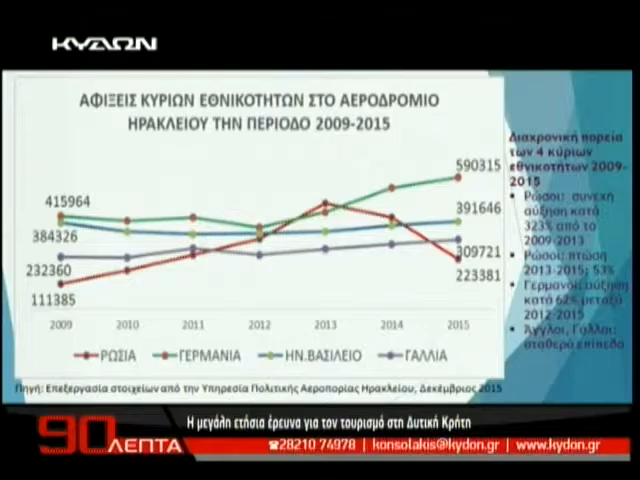 ΚΥΔΩΝ
ΑΦΙΞΕΙΣ ΚΥΡΙΩΝ ΕΘΝΙΚΟΤΗΤΩΝ ΣΤΟ ΑΕΡΟΔΡΟΜΙΟ
ΗΡΑΚΛΕΙΟΥ ΤΗΝ ΠΕΡΙΟΔΟ 2009-2015
415964
384326
232360
111385
590315
391646
309721
223381
2009 2010 2011 2012 2013 2014 2015
ΡΩΣΙΑ ΓΕΡΜΑΝΙΑ ΗΝ.ΒΑΣΙΛΕΙΟ ΓΑΛΛΙΑ
Διαχρονική πορεία
των 4 κύριων
εθνικοτήτων 2009-
2015
• Ρώσοι: συνεχή
αύξηση κατά
323% από το
2009-2013
• Ρώσοι: πτώση
2013-2015: 53%
• Γερμανοί αύξηση
κατά 62% μεταξύ
2012-2015
• Άγγλοι, Γάλλοι:
σταθερό επίπεδο
Πηγή: Επεξεργασία στοιχείων από την Υπηρεσία Πολιτικής Αεροπορίας Ηρακλείου, Δεκέμβριος 2015
90 ΛΕΠΤΑ
Η μεγάλη ετήσια έρευνα για τον τουρισμό στη Δυτική Κρήτη
☎28210 74978 | konsolakis@kydon.gr | www.kydon.gr